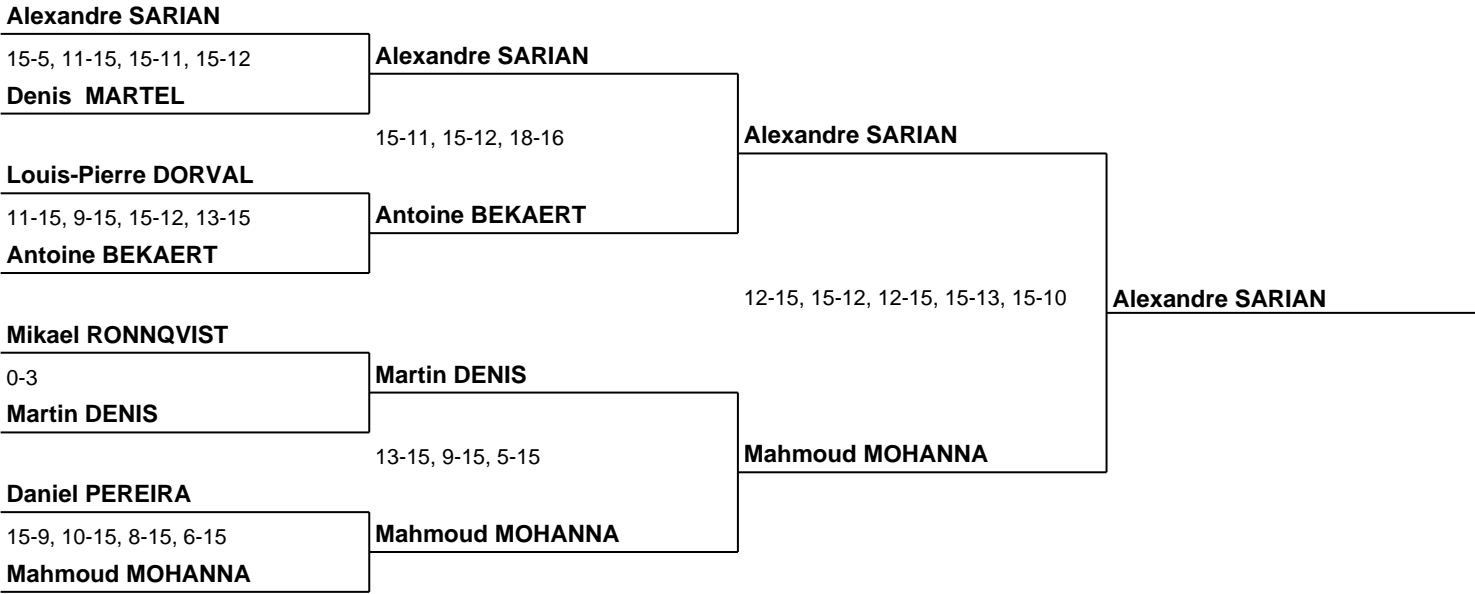 Alexandre SARIAN
15-5, 11-15, 15-11, 15-12
Alexandre SARIAN
Denis  MARTEL
15-11, 15-12, 18-16
Alexandre SARIAN
Louis-Pierre DORVAL
11-15, 9-15, 15-12, 13-15
Antoine BEKAERT
Antoine BEKAERT
12-15, 15-12, 12-15, 15-13, 15-10
Alexandre SARIAN
Mikael RONNQVIST
0-3
Martin DENIS
Martin DENIS
13-15, 9-15, 5-15
Mahmoud MOHANNA
Daniel PEREIRA
15-9, 10-15, 8-15, 6-15
Mahmoud MOHANNA
Mahmoud MOHANNA